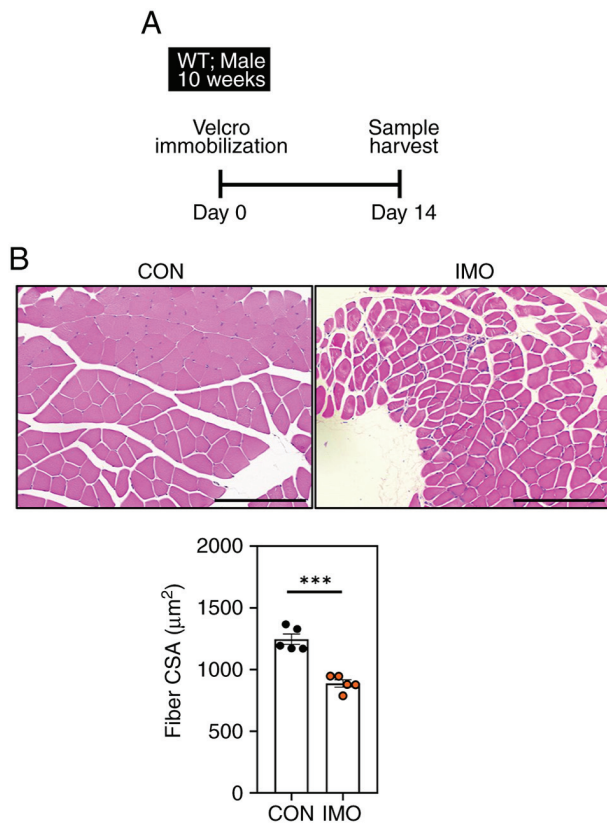 A
WT; Male
10 weeks
Velcro
immobilization
Sample
harvest
Day 0
Day 14
B
CON
IMO
2000
1500
1000
500
0
Fiber CSA (μm²)
***
CON
IMO